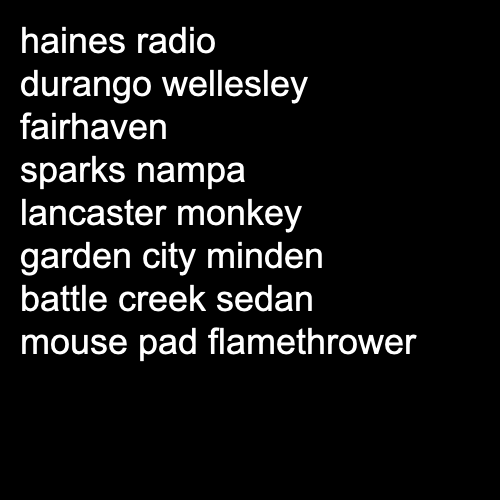 haines radio
durango wellesley
fairhaven
sparks nampa
lancaster monkey
garden city minden
battle creek sedan
mouse pad flamethrower